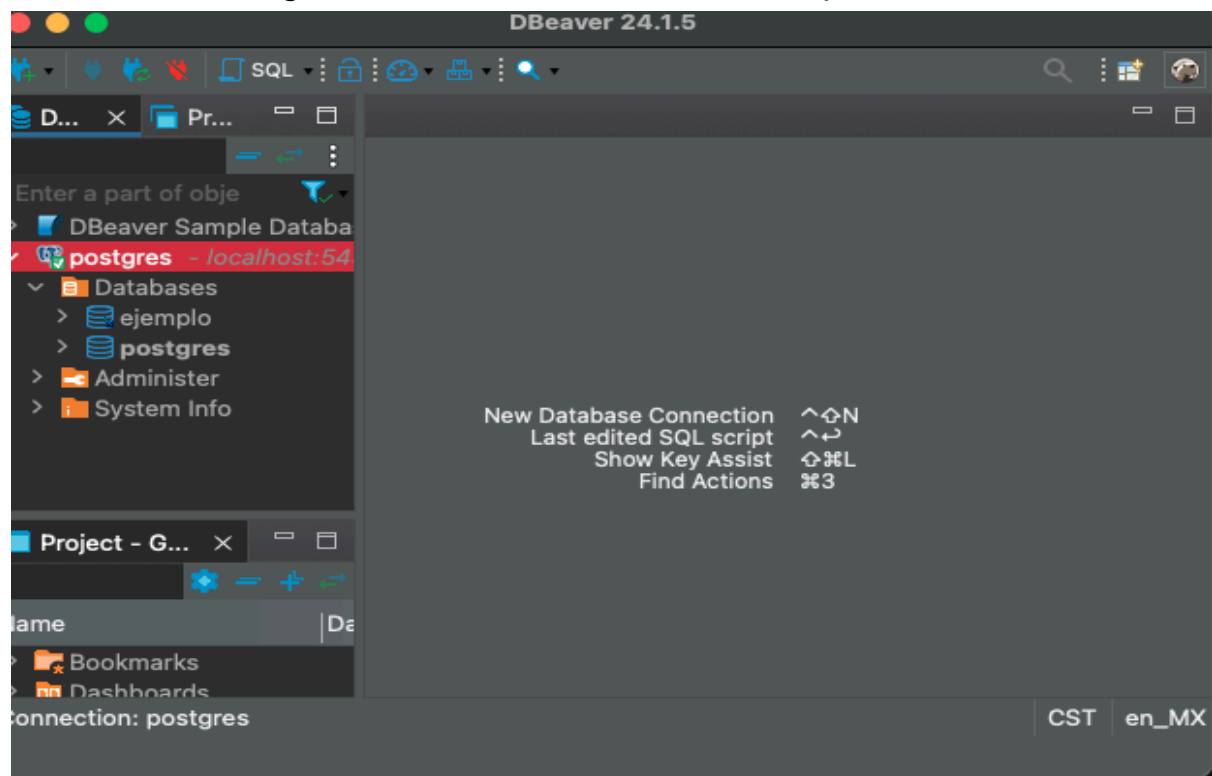 DBeaver 24.1.5
SQL
D... Pr...
Enter a part of obje
DBeaver Sample Databa
postgres - localhost:54
Databases
ejemplo
postgres
Administer
System Info
New Database Connection ^⇧N
Last edited SQL script ^↩
Show Key Assist ⇧⌘L
Find Actions ⌘3
Project - G...
ame Da
Bookmarks
Dashboards
onnection: postgres
CST en_MX